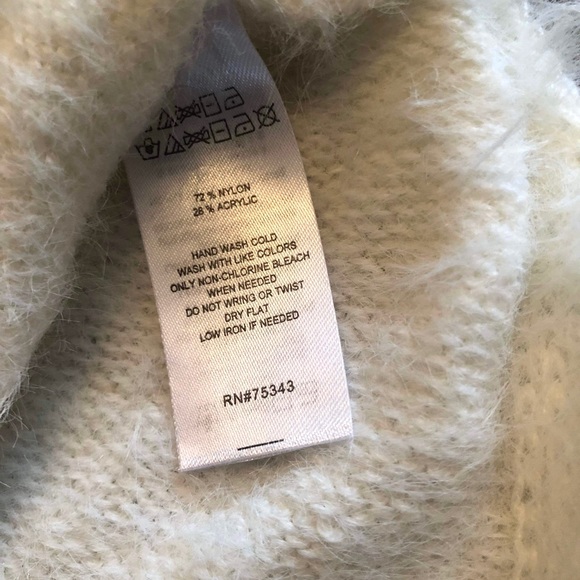 72 % NYLON
28 % ACRYLIC
HAND WASH COLD
WASH WITH LIKE COLORS
ONLY NON-CHLORINE BLEACH
WHEN NEEDED
DO NOT WRING OR TWIST
DRY FLAT
LOW IRON IF NEEDED
RN#75343